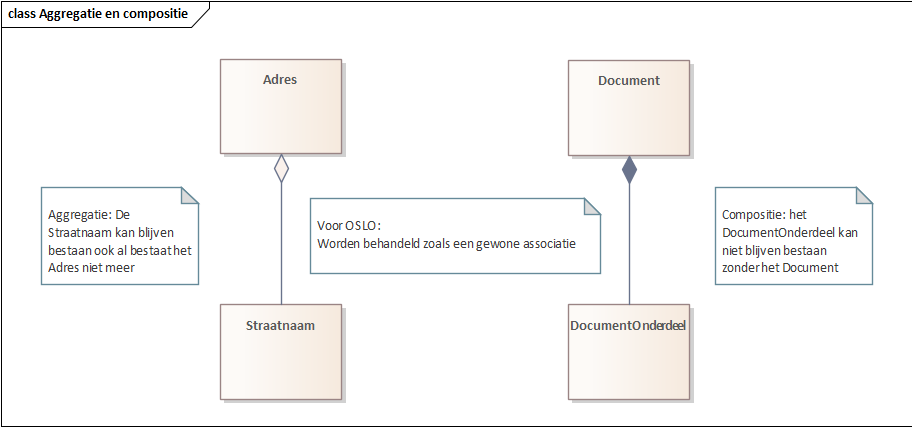 class Aggregatie en compositie
Adres
Document
Aggregatie: De
Straatnaam kan blijven
bestaan ook al bestaat het
Adres niet meer
Voor OSLO:
Worden behandeld zoals een gewone associatie
Compositie: het
DocumentOnderdeel kan
niet blijven bestaan
zonder het Document
Straatnaam
DocumentOnderdeel